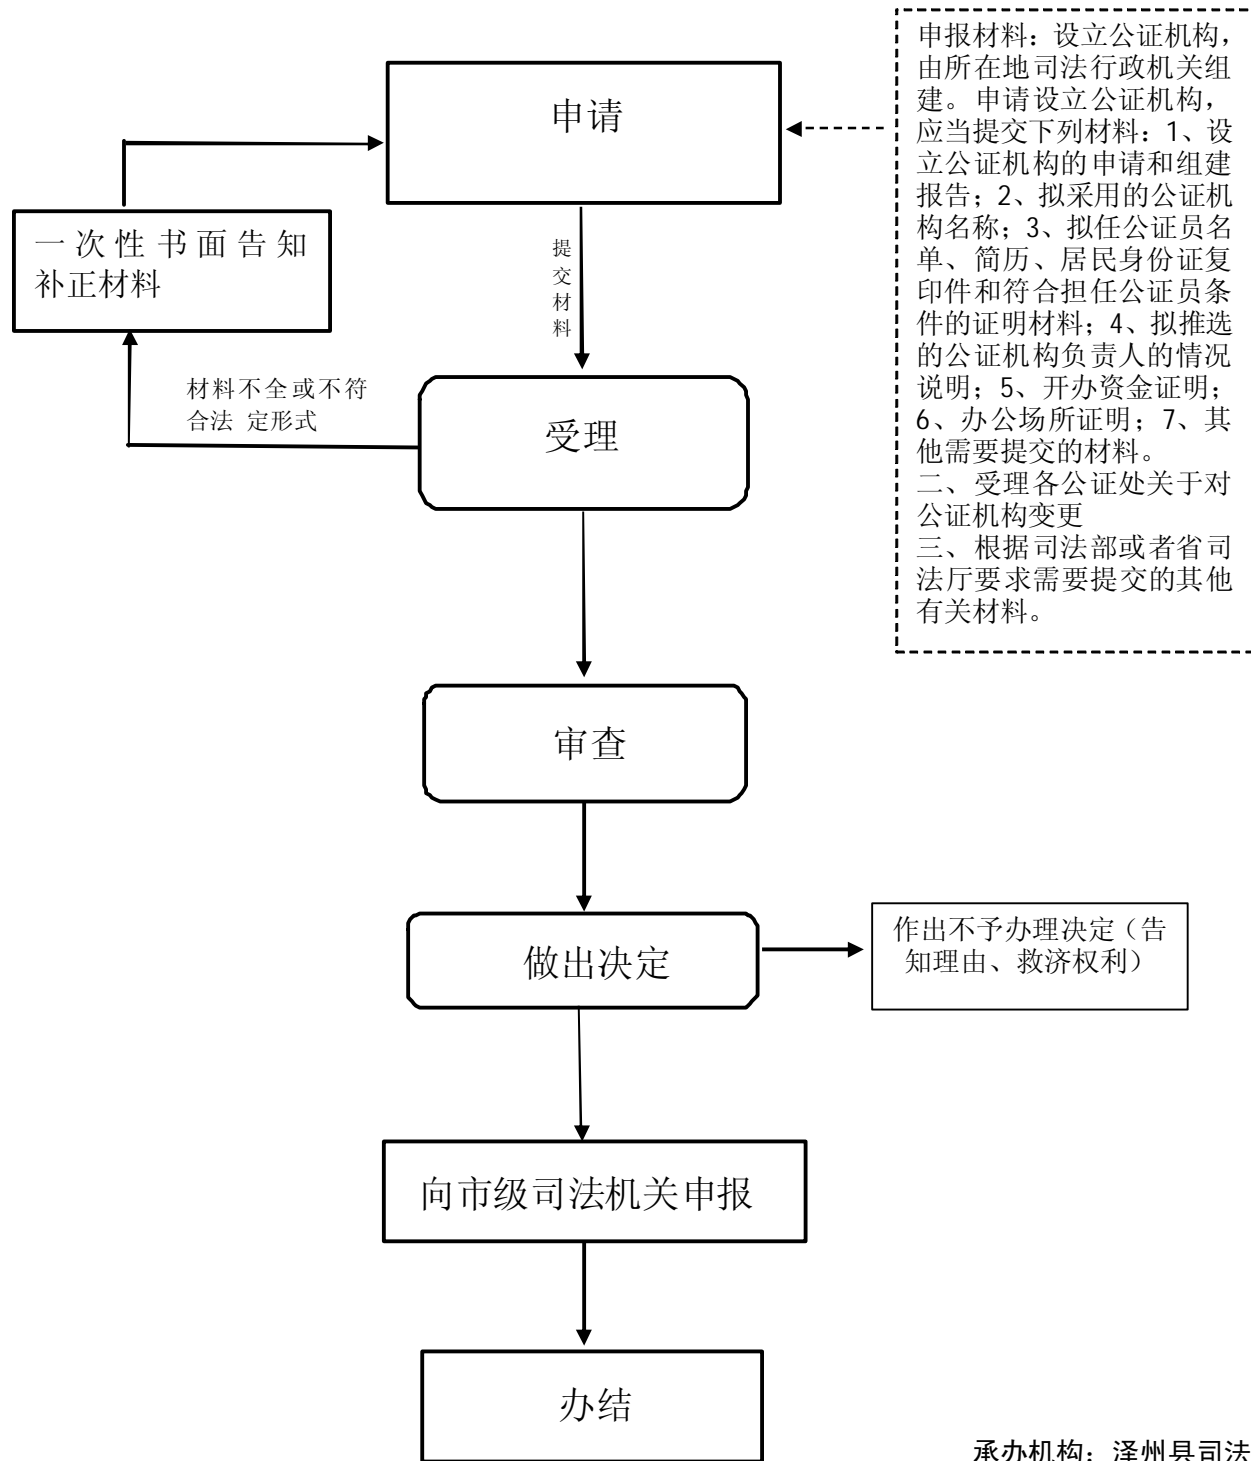 申请
申报材料：设立公证机构，
由所在地司法行政机关组
建。申请设立公证机构，
应当提交下列材料：1、设
立公证机构的申请和组建
报告；2、拟采用的公证机
构名称；3、拟任公证员名
单、简历、居民身份证复
印件和符合担任公证员条
件的证明材料；4、拟推选
的公证机构负责人的情况
说明；5、开办资金证明；
6、办公场所证明；7、其
他需要提交的材料。
二、受理各公证处关于对
公证机构变更
三、根据司法部或者省司
法厅要求需要提交的其他
有关材料。
一次性书面告知
补正材料
提
交
材
料
材料不全或不符
合法 定形式
受理
审查
做出决定
作出不予办理决定（告
知理由、救济权利）
向市级司法机关申报
办结
承办机构：泽州县司法